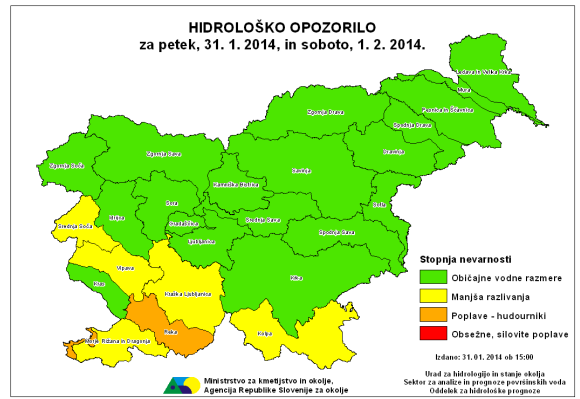 HIDROLOŠKO OPOZORILO
za petek, 31. 1. 2014, in soboto, 1. 2. 2014.
Ledava in Velika Krka
Mura
Pesnica in Ščavnica
Zgornja Drava
Spodnja Drava
Dravinja
Zgornja Sava
Zgornja Soča
Savinja
Kamniška Bistrica
Sora
Sotla
Idrijca
Gradaščica
Srednja Sava
Srednja Soča
Spodnja Sava
Ljubljanica
Vipava
Krka
Kras
Kraška Ljubljanica
Reka
Kolpa
Morje, Rižana in Dragonja
Stopnja nevarnosti
Običajne vodne razmere
Manjša razlivanja
Poplave - hudourniki
Obsežne, silovite poplave
Izdano: 31. 01. 2014 ob 15:00
Urad za hidrologijo in stanje okolja
Sektor za analize in prognoze površinskih voda
Oddelek za hidrološke prognoze
Ministrstvo za kmetijstvo in okolje,
Agencija Republike Slovenije za okolje